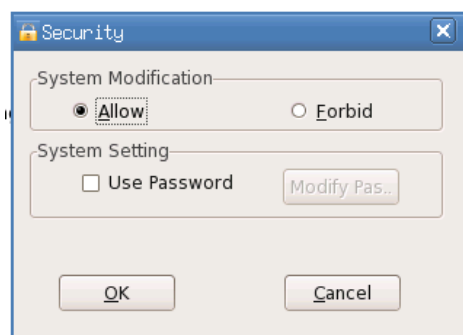 Security
System Modification
Allow Forbid
System Setting
Use Password Modify Pas..
OK Cancel